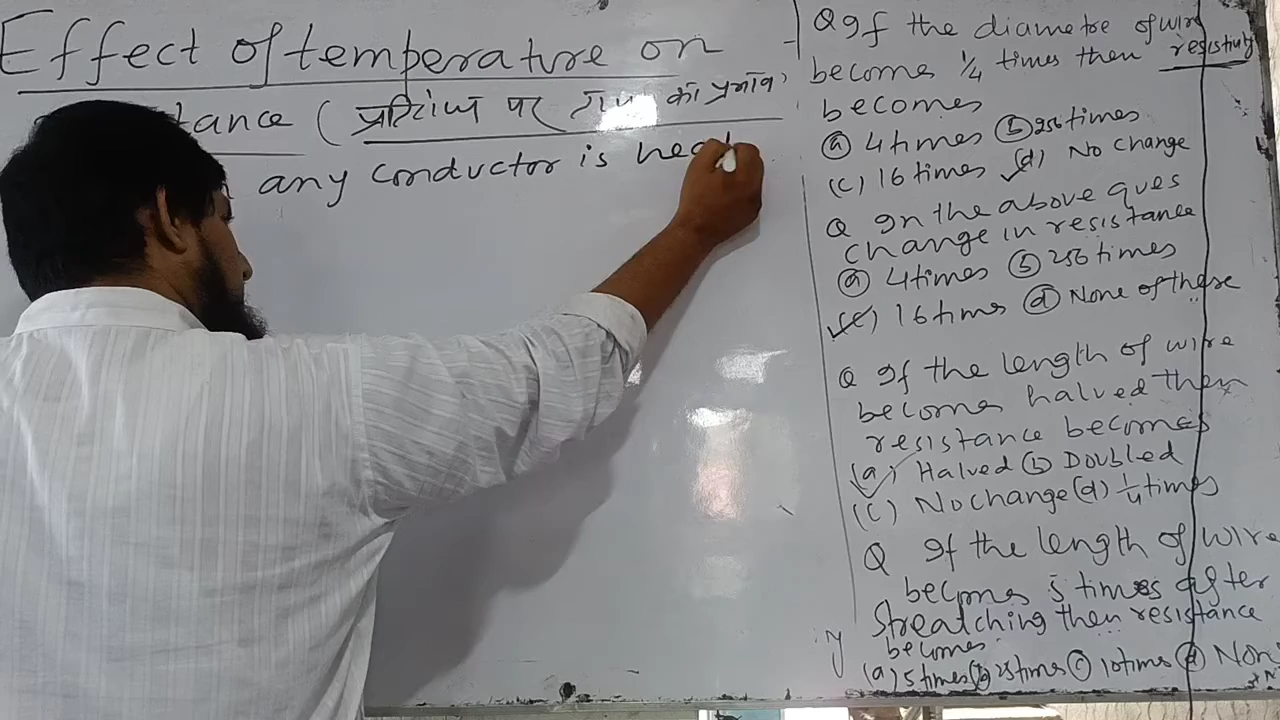 Effect of temperature on
tance ( प्रतिरोध पर ताप का प्रभाव )
any conductor is hea
Q If the diametre of wire
become 1/4 times then resistivity
becomes
(a) 4 times (b) 256 times
(c) 16 times (d) No change
Q In the above ques
change in resistance
(a) 4 times (b) 256 times
(c) 16 times (d) None of these
Q If the length of wire
becomes halved then
resistance becomes
(a) Halved (b) Doubled
(c) No change (d) 1/4 times
Q If the length of wire
becomes 5 times after
streatching then resistance
becomes
(a) 5 times (b) 25 times (c) 10 times (d) Non